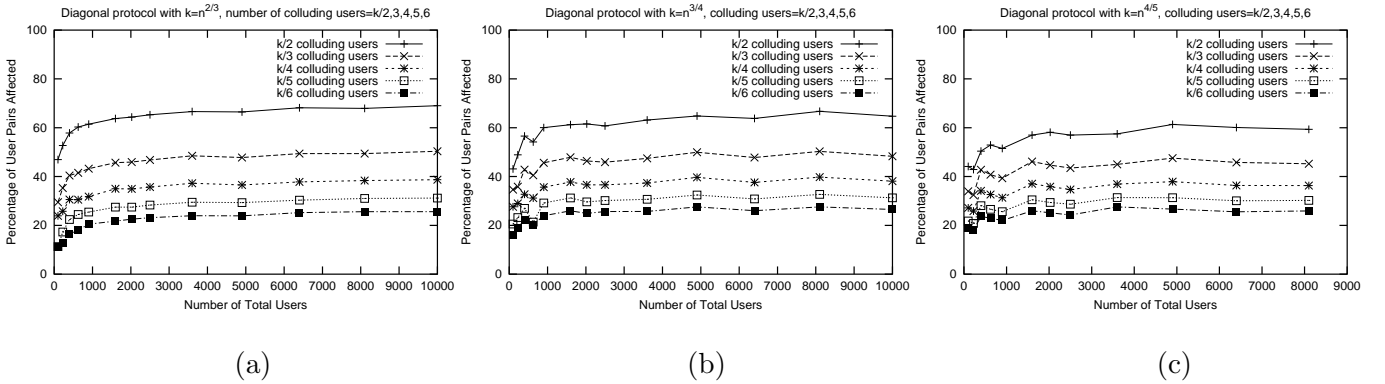 Diagonal protocol with k=n^{2/3}, number of colluding users=k/2,3,4,5,6
Percentage of User Pairs Affected
100
80
60
40
20
0
k/2 colluding users
k/3 colluding users
k/4 colluding users
k/5 colluding users
k/6 colluding users
0 1000 2000 3000 4000 5000 6000 7000 8000 9000 10000
Number of Total Users
(a)
Diagonal protocol with k=n^{3/4}, colluding users=k/2,3,4,5,6
Percentage of User Pairs Affected
100
80
60
40
20
0
k/2 colluding users
k/3 colluding users
k/4 colluding users
k/5 colluding users
k/6 colluding users
0 1000 2000 3000 4000 5000 6000 7000 8000 9000 10000
Number of Total Users
(b)
Diagonal protocol with k=n^{4/5}, colluding users=k/2,3,4,5,6
Percentage of User Pairs Affected
100
80
60
40
20
0
k/2 colluding users
k/3 colluding users
k/4 colluding users
k/5 colluding users
k/6 colluding users
0 1000 2000 3000 4000 5000 6000 7000 8000 9000
Number of Total Users
(c)